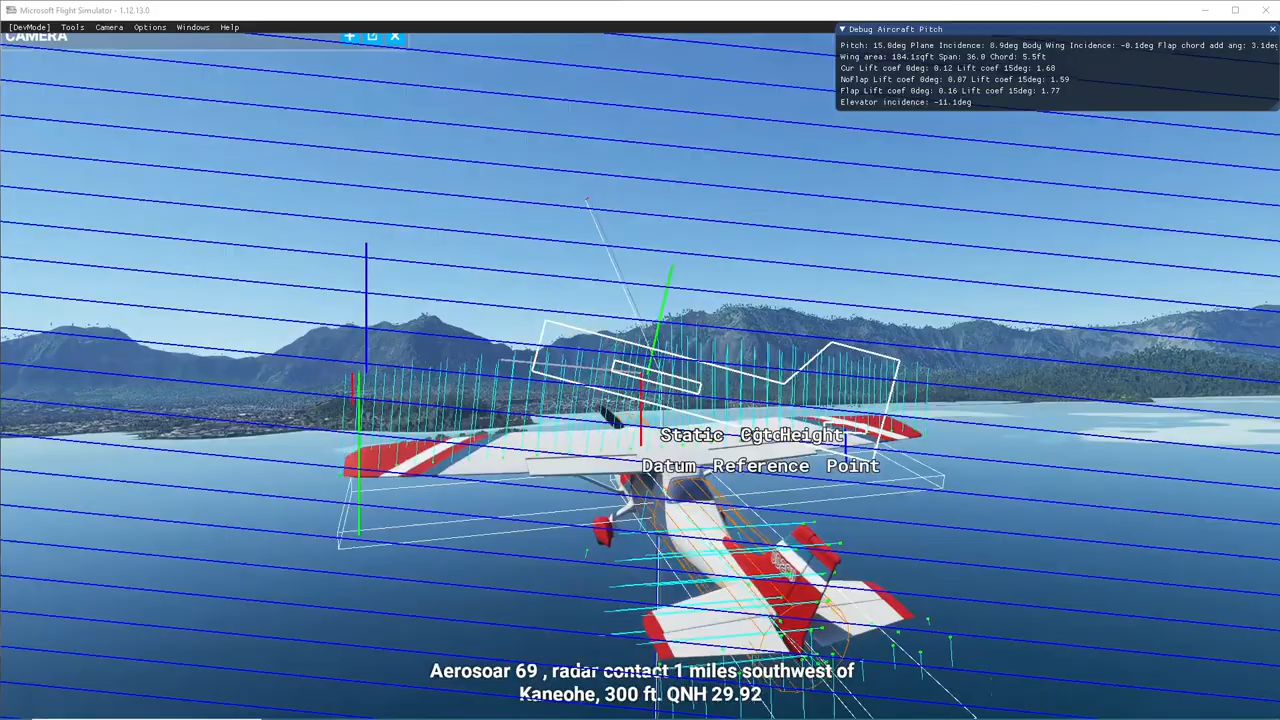 Microsoft Flight Simulator - 1.12.13.0
[DevMode] Tools Camera Options Windows Help
CAMERA
Debug Aircraft Pitch
Pitch: 15.0deg Plane Incidence: 8.9deg Body Wing Incidence: -0.1deg Flap chord add ang: 3.1deg
Wing area: 184.1sqft Span: 36.0 Chord: 5.5ft
Cur Lift coef 0deg: 0.12 Lift coef 15deg: 1.68
NoFlap Lift coef 0deg: 0.07 Lift coef 15deg: 1.59
Flap Lift coef 0deg: 0.16 Lift coef 15deg: 1.77
Elevator incidence: -11.1deg
Static CgtdHeight
Datum Reference Point
Aerosoar 69 , radar contact 1 miles southwest of
Kaneohe, 300 ft. QNH 29.92